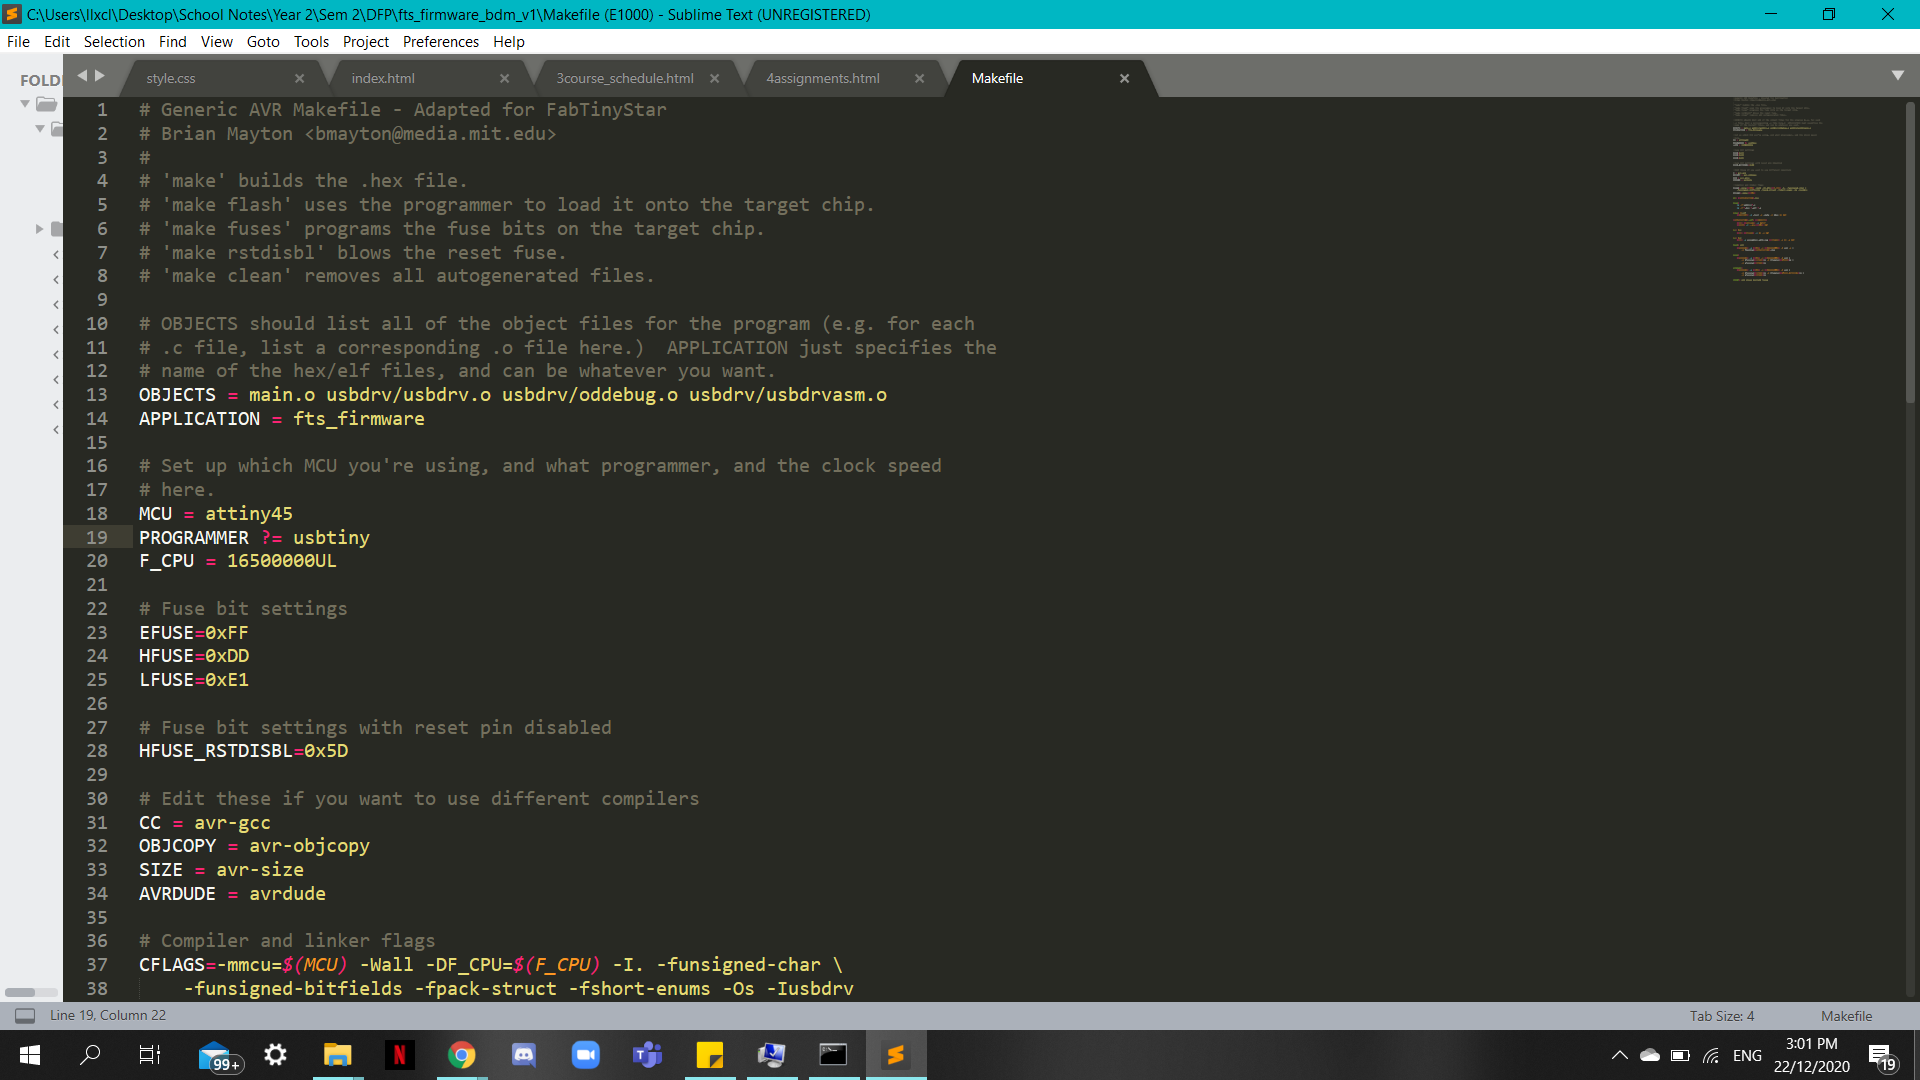 C:\Users\llxcl\Desktop\School Notes\Year 2\Sem 2\DFP\fts_firmware_bdm_v1\Makefile (E1000) - Sublime Text (UNREGISTERED)
File Edit Selection Find View Goto Tools Project Preferences Help
FOLD
style.css
index.html
3course_schedule.html
4assignments.html
Makefile
1 # Generic AVR Makefile - Adapted for FabTinyStar
2 # Brian Mayton <bmayton@media.mit.edu>
3 #
4 # 'make' builds the .hex file.
5 # 'make flash' uses the programmer to load it onto the target chip.
6 # 'make fuses' programs the fuse bits on the target chip.
7 # 'make rstdisbl' blows the reset fuse.
8 # 'make clean' removes all autogenerated files.
9
10 # OBJECTS should list all of the object files for the program (e.g. for each
11 # .c file, list a corresponding .o file here.)  APPLICATION just specifies the
12 # name of the hex/elf files, and can be whatever you want.
13 OBJECTS = main.o usbdrv/usbdrv.o usbdrv/oddebug.o usbdrv/usbdrvasm.o
14 APPLICATION = fts_firmware
15
16 # Set up which MCU you're using, and what programmer, and the clock speed
17 # here.
18 MCU = attiny45
19 PROGRAMMER ?= usbtiny
20 F_CPU = 16500000UL
21
22 # Fuse bit settings
23 EFUSE=0xFF
24 HFUSE=0xDD
25 LFUSE=0xE1
26
27 # Fuse bit settings with reset pin disabled
28 HFUSE_RSTDISBL=0x5D
29
30 # Edit these if you want to use different compilers
31 CC = avr-gcc
32 OBJCOPY = avr-objcopy
33 SIZE = avr-size
34 AVRDUDE = avrdude
35
36 # Compiler and linker flags
37 CFLAGS=-mmcu=$(MCU) -Wall -DF_CPU=$(F_CPU) -I. -funsigned-char \
38     -funsigned-bitfields -fpack-struct -fshort-enums -Os -Iusbdrv
Line 19, Column 22
Tab Size: 4
Makefile
99+
N
ENG
3:01 PM
22/12/2020
19